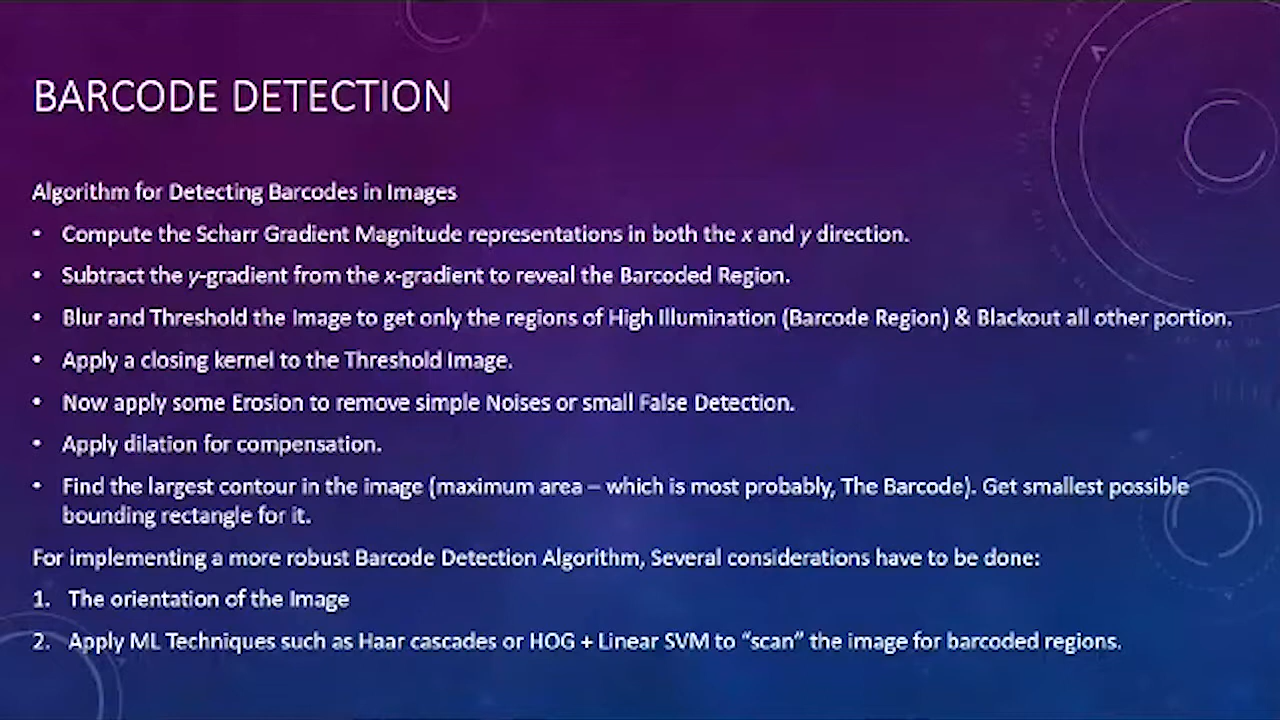 BARCODE DETECTION
Algorithm for Detecting Barcodes in Images
• Compute the Scharr Gradient Magnitude representations in both the x and y direction.
• Subtract the y-gradient from the x-gradient to reveal the Barcoded Region.
• Blur and Threshold the Image to get only the regions of High Illumination (Barcode Region) & Blackout all other portion.
• Apply a closing kernel to the Threshold Image.
• Now apply some Erosion to remove simple Noises or small False Detection.
• Apply dilation for compensation.
• Find the largest contour in the image (maximum area – which is most probably, The Barcode). Get smallest possible
bounding rectangle for it.
For implementing a more robust Barcode Detection Algorithm, Several considerations have to be done:
1. The orientation of the Image
2. Apply ML Techniques such as Haar cascades or HOG + Linear SVM to “scan” the image for barcoded regions.